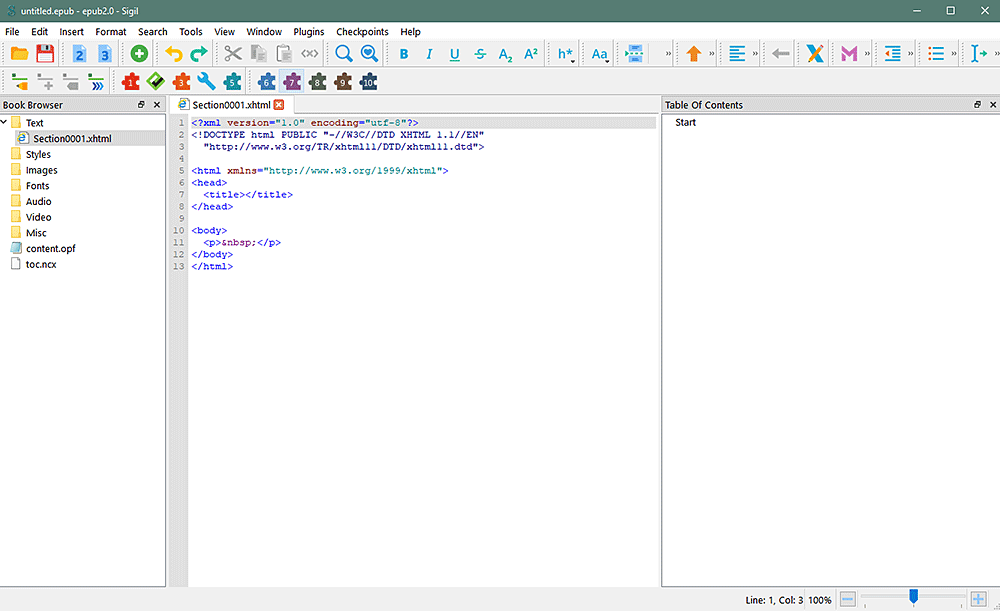 untitled.epub - epub2.0 - Sigil
File Edit Insert Format Search Tools View Window Plugins Checkpoints Help
2 3 <> B I U S A2 A2 h* Aa X M
1 3 5 6 7 8 9 10
Book Browser
Text
Section0001.xhtml
Styles
Images
Fonts
Audio
Video
Misc
content.opf
toc.ncx
Section0001.xhtml
1 <?xml version="1.0" encoding="utf-8"?>
2 <!DOCTYPE html PUBLIC "-//W3C//DTD XHTML 1.1//EN"
3 "http://www.w3.org/TR/xhtml11/DTD/xhtml11.dtd">
4
5 <html xmlns="http://www.w3.org/1999/xhtml">
6 <head>
7 <title></title>
8 </head>
9
10 <body>
11 <p>&nbsp;</p>
12 </body>
13 </html>
Table Of Contents
Start
Line: 1, Col: 3 100%